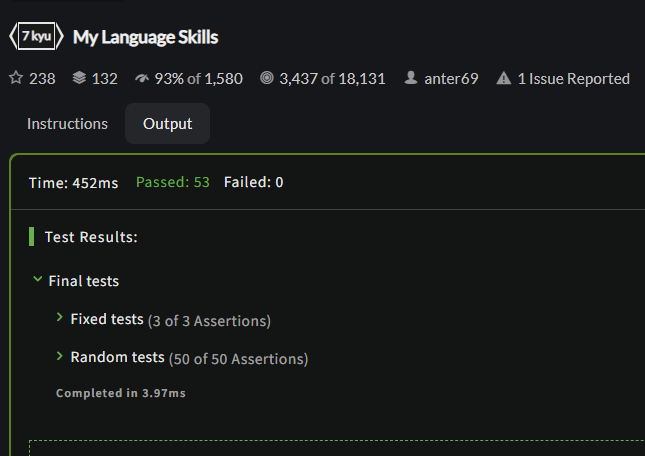 7 kyu My Language Skills
238 132 93% of 1,580 3,437 of 18,131 anter69 1 Issue Reported
Instructions Output
Time: 452ms Passed: 53 Failed: 0
Test Results:
Final tests
Fixed tests (3 of 3 Assertions)
Random tests (50 of 50 Assertions)
Completed in 3.97ms